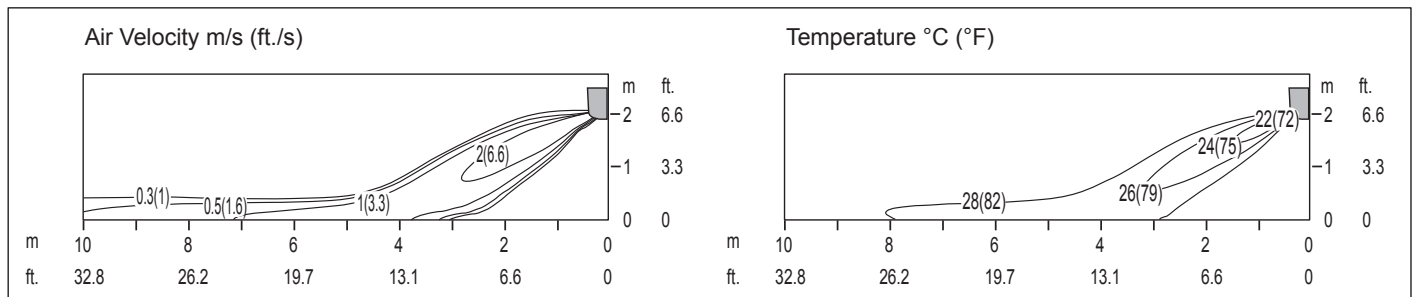 Air Velocity m/s (ft./s)
m ft.
2 6.6
2(6.6)
1 3.3
0.3(1)
0.5(1.6)
1(3.3)
0 0
m 10 8 6 4 2 0
ft. 32.8 26.2 19.7 13.1 6.6 0
Temperature °C (°F)
m ft.
22(72)
2 6.6
24(75)
1 3.3
26(79)
28(82)
0 0
m 10 8 6 4 2 0
ft. 32.8 26.2 19.7 13.1 6.6 0